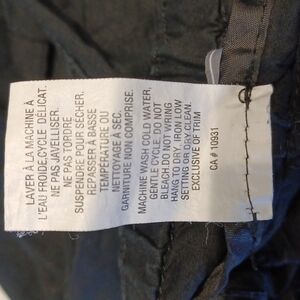 LAVER À LA MACHINE À
L'EAU FROIDE.CYCLE DÉLICAT.
NE PAS JAVELLISER.
NE PAS TORDRE
SUSPENDRE POUR SÉCHER.
REPASSER À BASSE
TEMPÉRATURE OU
NETTOYAGE À SEC.
GARNITURE NON COMPRISE.
MACHINE WASH COLD WATER,
GENTLE CYCLE DO NOT
BLEACH DO NOT WRING
HANG TO DRY. IRON LOW
SETTING OR DRY CLEAN.
EXCLUSIVE OF TRIM
CA # 10931